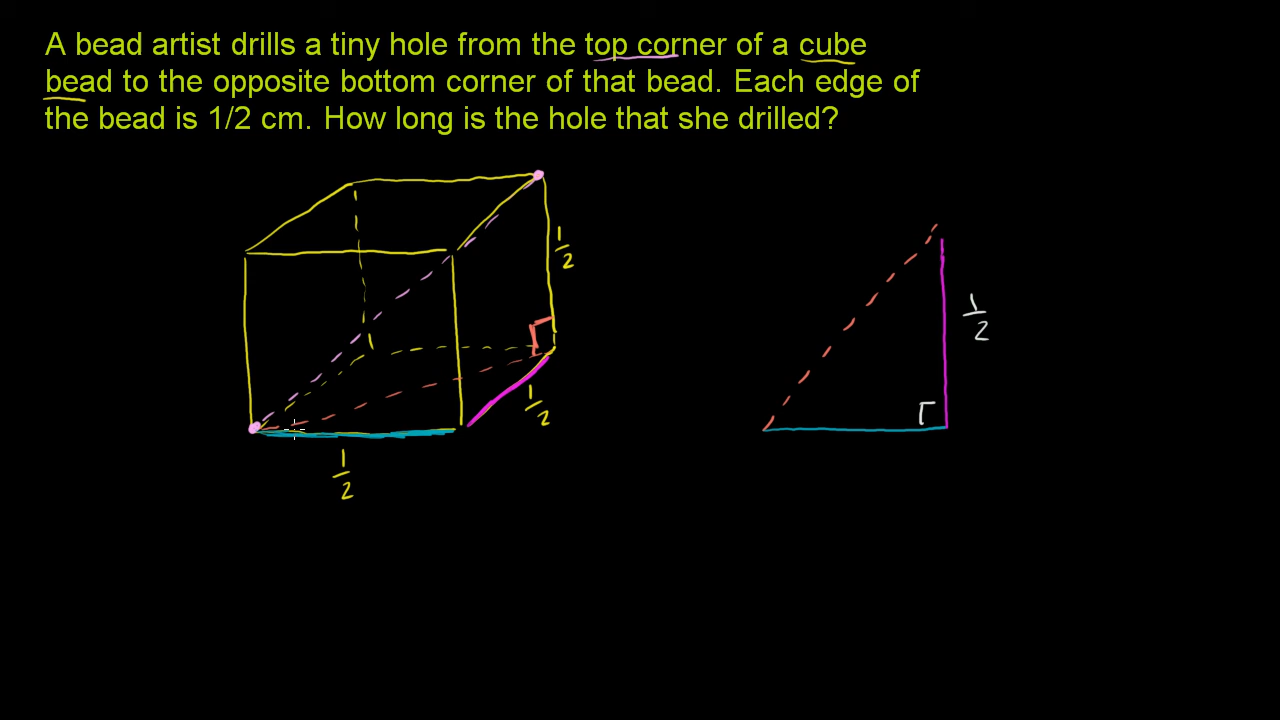 A bead artist drills a tiny hole from the top corner of a cube
bead to the opposite bottom corner of that bead. Each edge of
the bead is 1/2 cm. How long is the hole that she drilled?
1/2
1/2
1/2
1/2